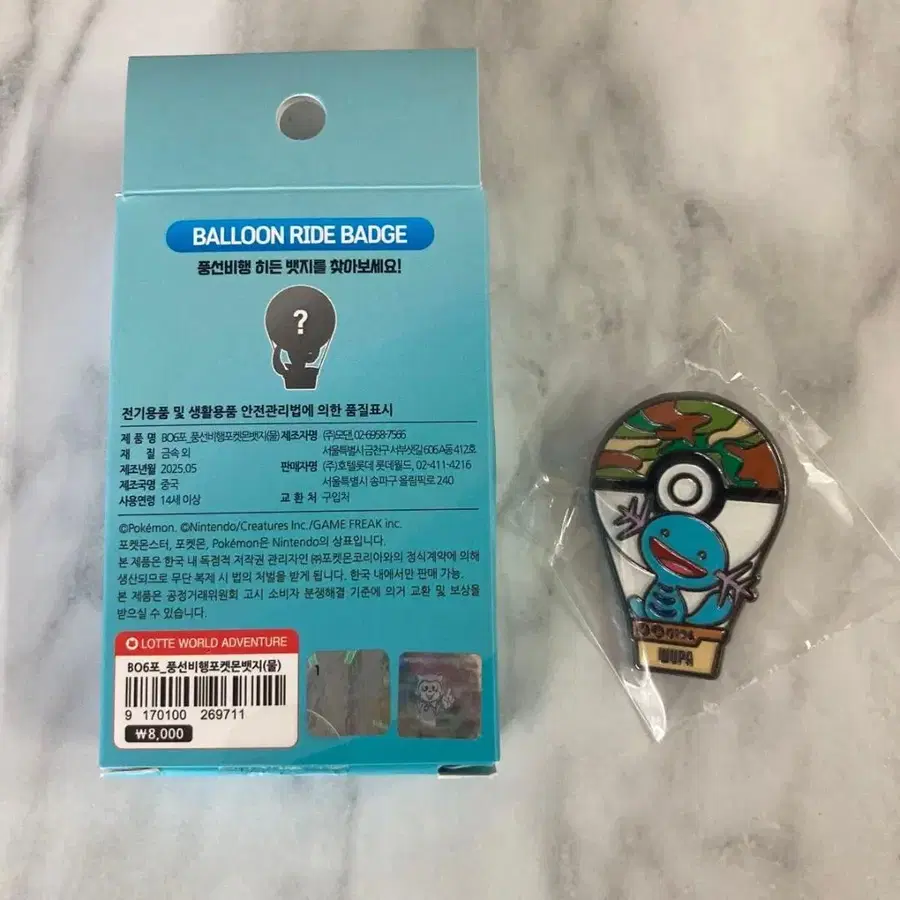 BALLOON RIDE BADGE
풍선비행 히든 뱃지를 찾아보세요!
?
전기용품 및 생활용품 안전관리법에 의한 품질표시
제 품 명 BO6포_풍선비행포켓몬뱃지(물) 제조자명 (주)모댄, 02-6958-7566
재 질 금속 외 서울특별시 금천구 서부샛길 606 A동 412호
제조년월 2025.05 판매자명 (주)호텔롯데 롯데월드, 02-411-4216
제조국명 중국 서울특별시 송파구 올림픽로 240
사용연령 14세 이상 교 환 처 구입처
©Pokémon. ©Nintendo/Creatures Inc./GAME FREAK inc.
포켓몬스터, 포켓몬, Pokémon은 Nintendo의 상표입니다.
본 제품은 한국 내 독점적 저작권 관리자인 ㈜포켓몬코리아와의 정식계약에 의해
생산되므로 무단 복제 시 법의 처벌을 받게 됩니다. 한국 내에서만 판매 가능.
본 제품은 공정거래위원회 고시 소비자 분쟁해결 기준에 의거 교환 및 보상을
받으실 수 있습니다.
LOTTE WORLD ADVENTURE
BO6포_풍선비행포켓몬뱃지(물)
9 170100 269711
₩8,000
WUPA